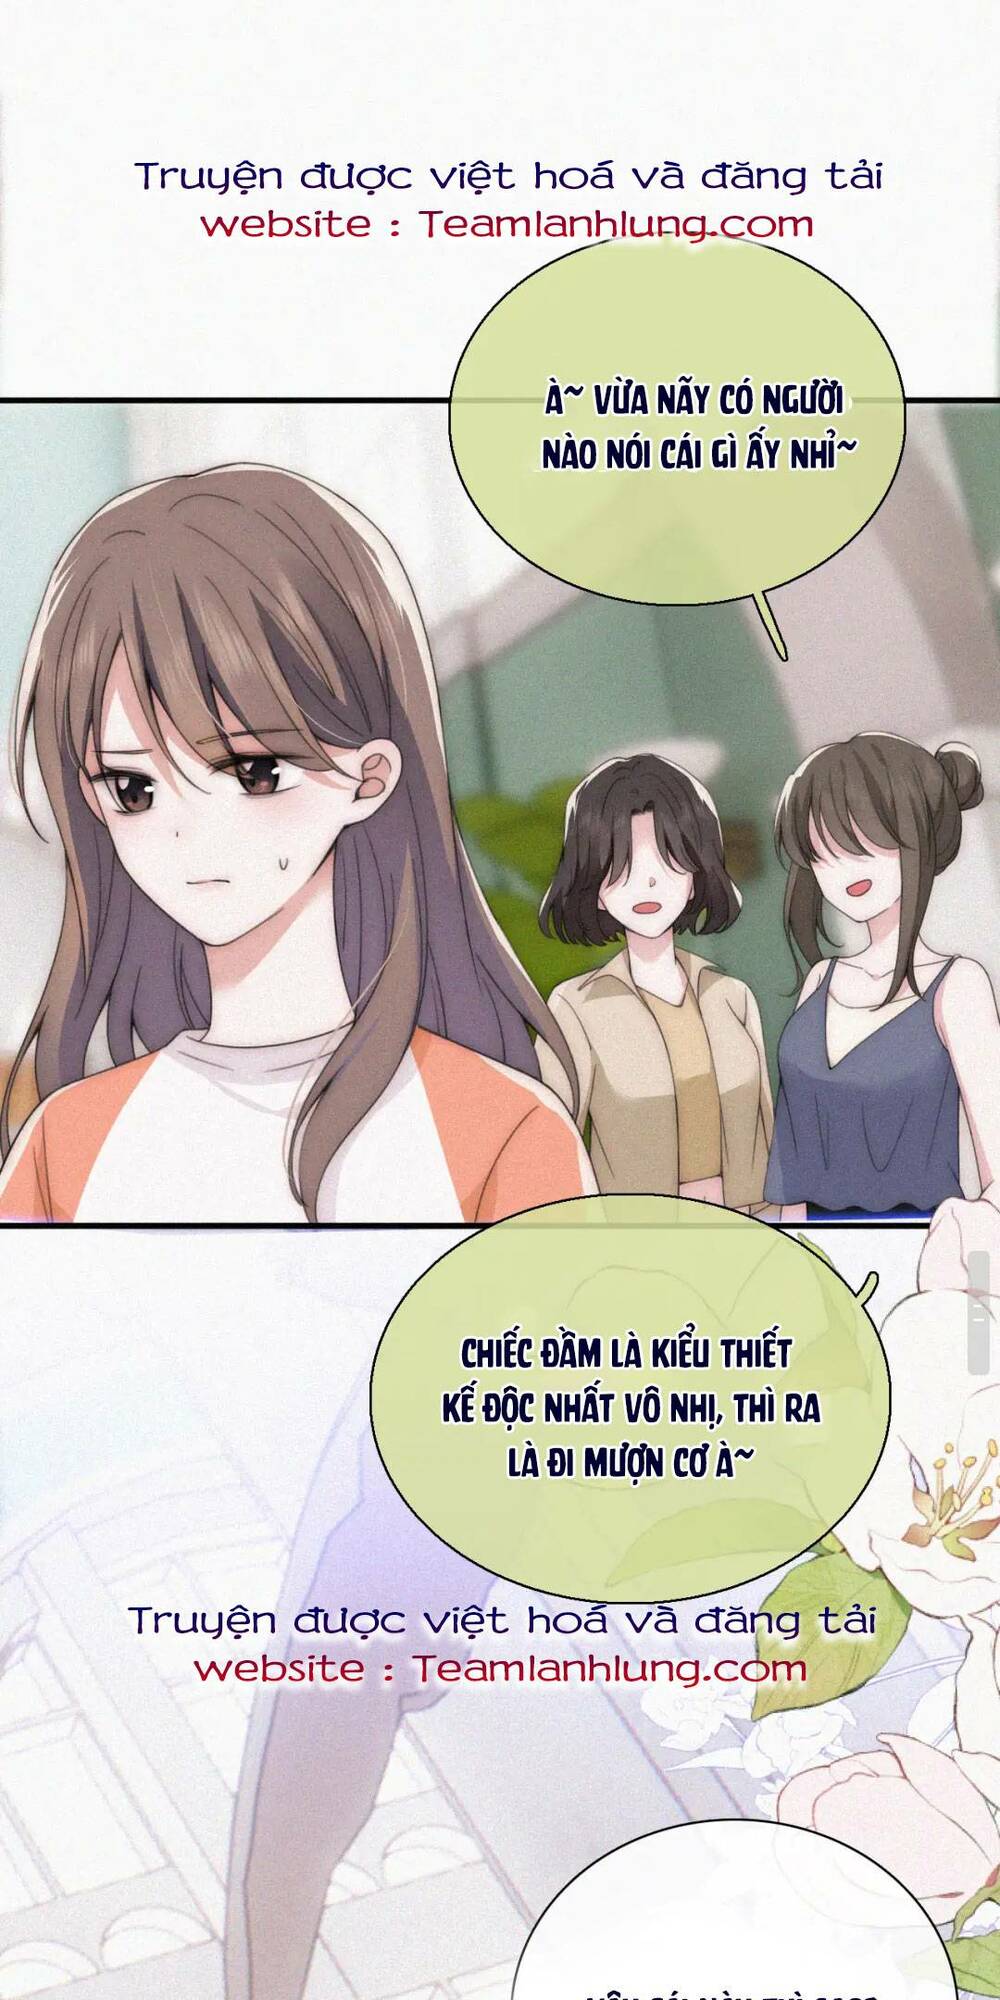 Truyện được việt hoá và đăng tải
website : Teamlanhlung.com
À~ VỪA NÃY CÓ NGƯỜI
NÀO NÓI CÁI GÌ ẤY NHỈ~
CHIẾC ĐẦM LÀ KIỂU THIẾT
KẾ ĐỘC NHẤT VÔ NHỊ, THÌ RA
LÀ ĐI MƯỢN CƠ À~
Truyện được việt hoá và đăng tải
website : Teamlanhlung.com